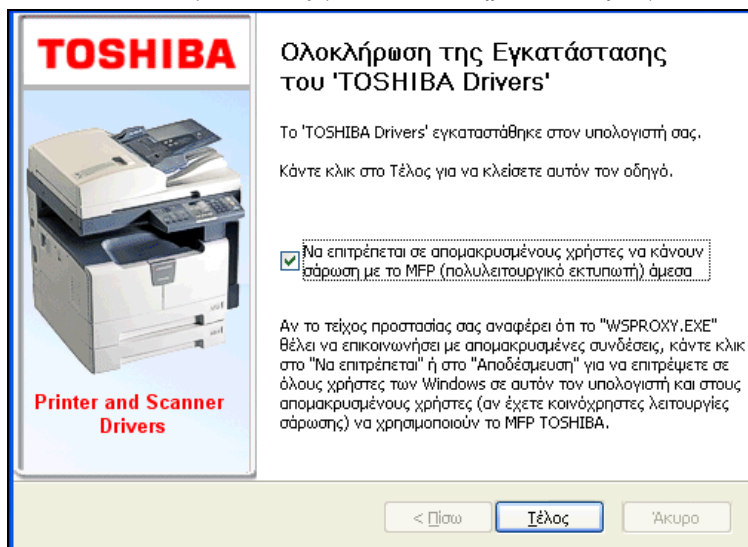 TOSHIBA
Printer and Scanner
Drivers
Ολοκλήρωση της Εγκατάστασης
του 'TOSHIBA Drivers'
Το 'TOSHIBA Drivers' εγκαταστάθηκε στον υπολογιστή σας.
Κάντε κλικ στο Τέλος για να κλείσετε αυτόν τον οδηγό.
Να επιτρέπεται σε απομακρυσμένους χρήστες να κάνουν
σάρωση με το MFP (πολυλειτουργικό εκτυπωτή) άμεσα
Αν το τείχος προστασίας σας αναφέρει ότι το "WSPROXY.EXE"
θέλει να επικοινωνήσει με απομακρυσμένες συνδέσεις, κάντε κλικ
στο "Να επιτρέπεται" ή στο "Αποδέσμευση" για να επιτρέψετε σε
όλους χρήστες των Windows σε αυτόν τον υπολογιστή και στους
απομακρυσμένους χρήστες (αν έχετε κοινόχρηστες λειτουργίες
σάρωσης) να χρησιμοποιούν το MFP TOSHIBA.
< Πίσω
Τέλος
Άκυρο